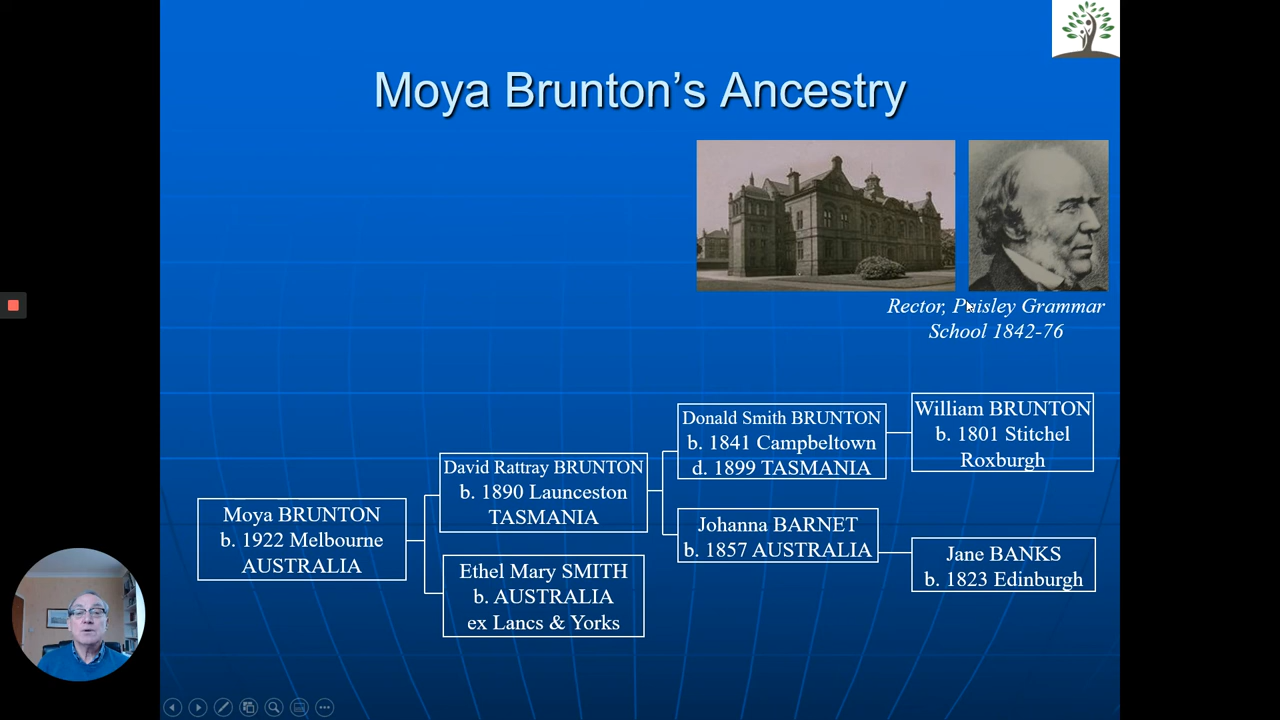 Moya Brunton’s Ancestry
Rector, Paisley Grammar
School 1842-76
Moya BRUNTON
b. 1922 Melbourne
AUSTRALIA
David Rattray BRUNTON
b. 1890 Launceston
TASMANIA
Ethel Mary SMITH
b. AUSTRALIA
ex Lancs & Yorks
Donald Smith BRUNTON
b. 1841 Campbeltown
d. 1899 TASMANIA
Johanna BARNET
b. 1857 AUSTRALIA
William BRUNTON
b. 1801 Stitchel
Roxburgh
Jane BANKS
b. 1823 Edinburgh